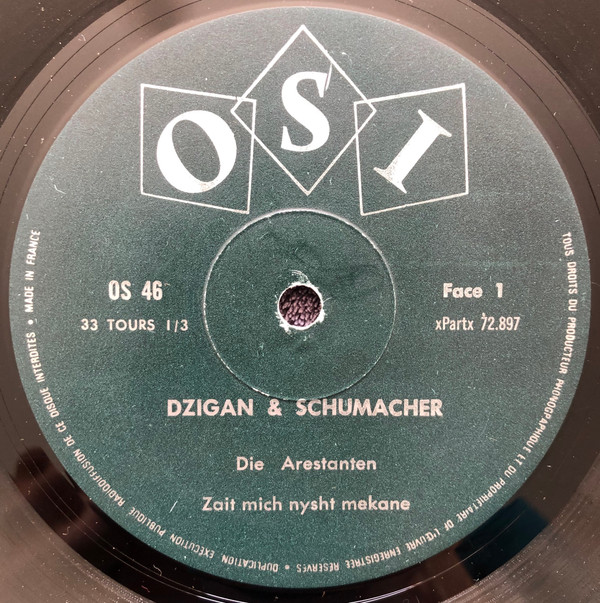 OSI
OS 46
33 TOURS 1/3
Face 1
xPartx 72.897
DZIGAN & SCHUMACHER
Die Arestanten
Zait mich nysht mekane
TOUS DROITS DU PRODUCTEUR PHONOGRAPHIQUE ET DU PROPRIETAIRE DE L'ŒUVRE ENREGISTREE RESERVES • DUPLICATION EXECUTION PUBLIQUE RADIODIFFUSION DE CE DISQUE INTERDITES • MADE IN FRANCE